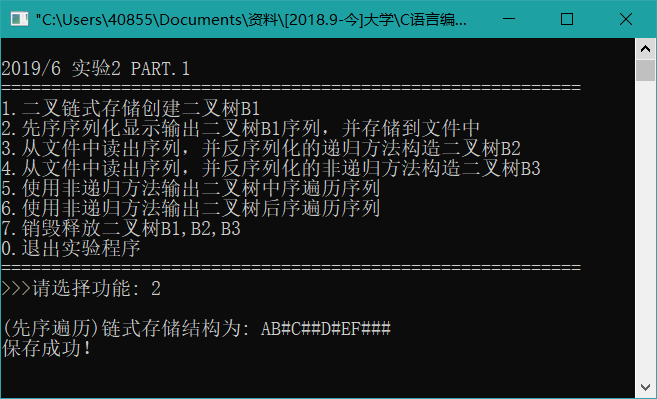 "C:\Users\40855\Documents\资料\[2018.9-今]大学\C语言编...
2019/6 实验2 PART.1
==========================================================
1.二叉链式存储创建二叉树B1
2.先序序列化显示输出二叉树B1序列，并存储到文件中
3.从文件中读出序列，并反序列化的递归方法构造二叉树B2
4.从文件中读出序列，并反序列化的非递归方法构造二叉树B3
5.使用非递归方法输出二叉树中序遍历序列
6.使用非递归方法输出二叉树后序遍历序列
7.销毁释放二叉树B1,B2,B3
0.退出实验程序
==========================================================
>>>请选择功能: 2
(先序遍历)链式存储结构为: AB#C##D#EF###
保存成功!